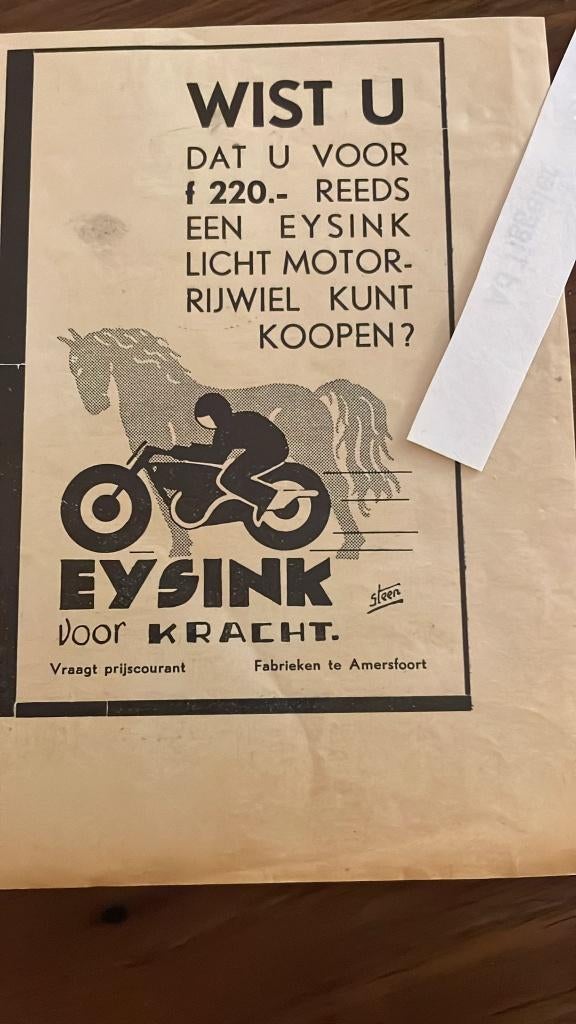 WIST U
DAT U VOOR
f 220.- REEDS
EEN EYSINK
LICHT MOTOR-
RIJWIEL KUNT
KOOPEN?
EYSINK
steen
voor KRACHT.
Vraagt prijscourant Fabrieken te Amersfoort